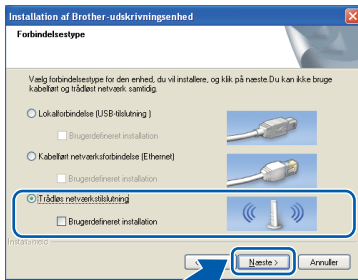 Installation af Brother-udskrivningsenhed
Forbindelsestype
Vælg forbindelsestype for den enhed, du vil installere, og klik på næste.Du kan ikke bruge
kabelført og trådløst netværk samtidig.
Lokalforbindelse (USB-tilslutning )
Brugerdefineret installation
Kabelført netværksforbindelse (Ethernet)
Brugerdefineret installation
Trådløs netværkstilslutning
Brugerdefineret installation
InstallShield
Næste >
Annuller